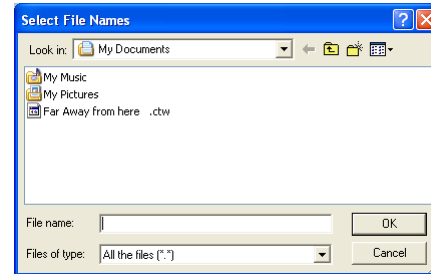 Select File Names
Look in: My Documents
My Music
My Pictures
Far Away from here .ctw
File name: OK
Files of type: All the files (*.*) Cancel